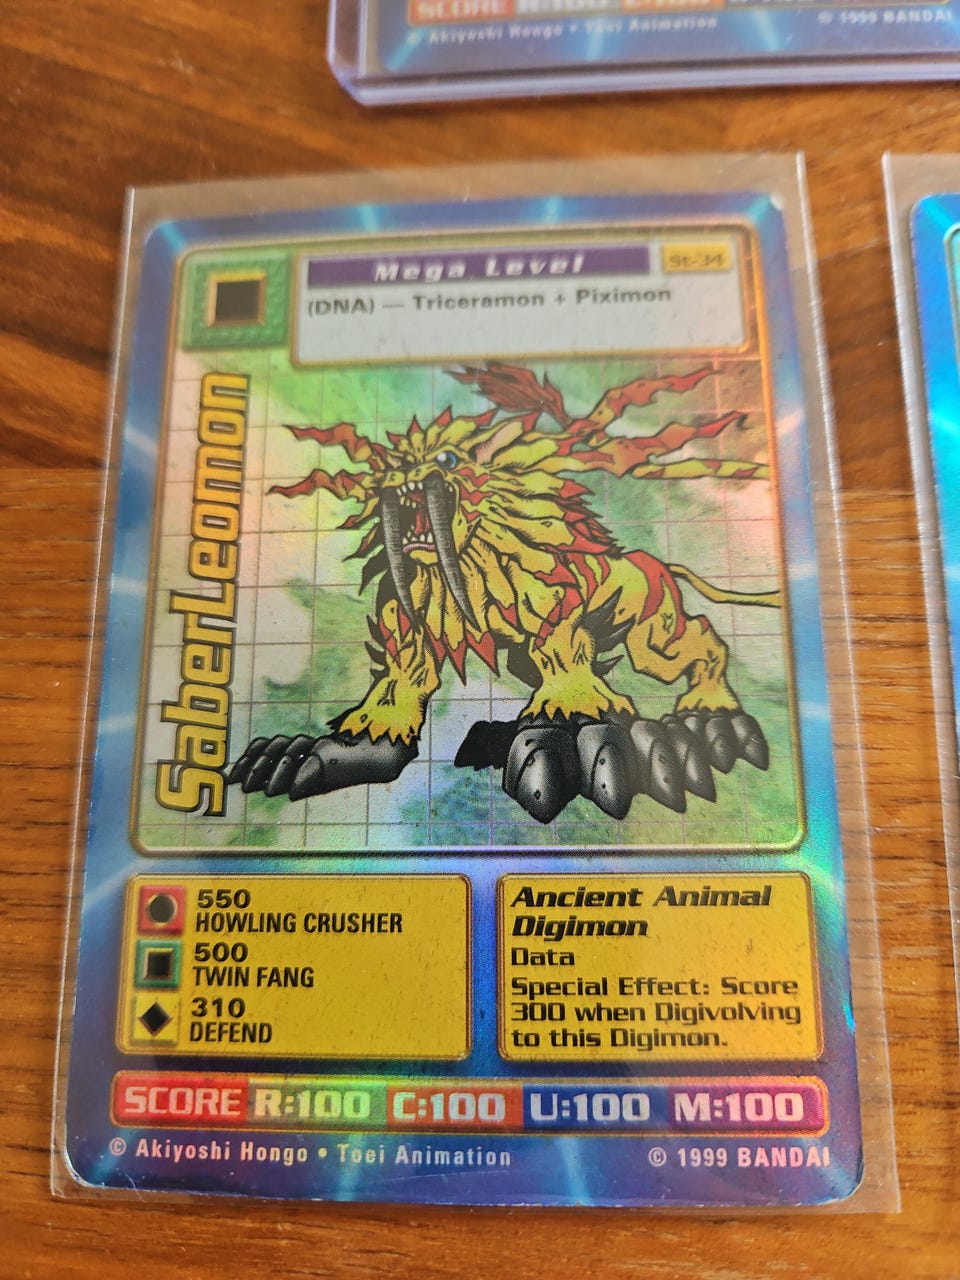 © Akiyoshi Hongo • Toei Animation © 1999 BANDAI
Mega Level St-34
(DNA) — Triceramon + Piximon
SaberLeomon
550
HOWLING CRUSHER
500
TWIN FANG
310
DEFEND
Ancient Animal
Digimon
Data
Special Effect: Score
300 when Digivolving
to this Digimon.
SCORE R:100 C:100 U:100 M:100
© Akiyoshi Hongo • Toei Animation © 1999 BANDAI